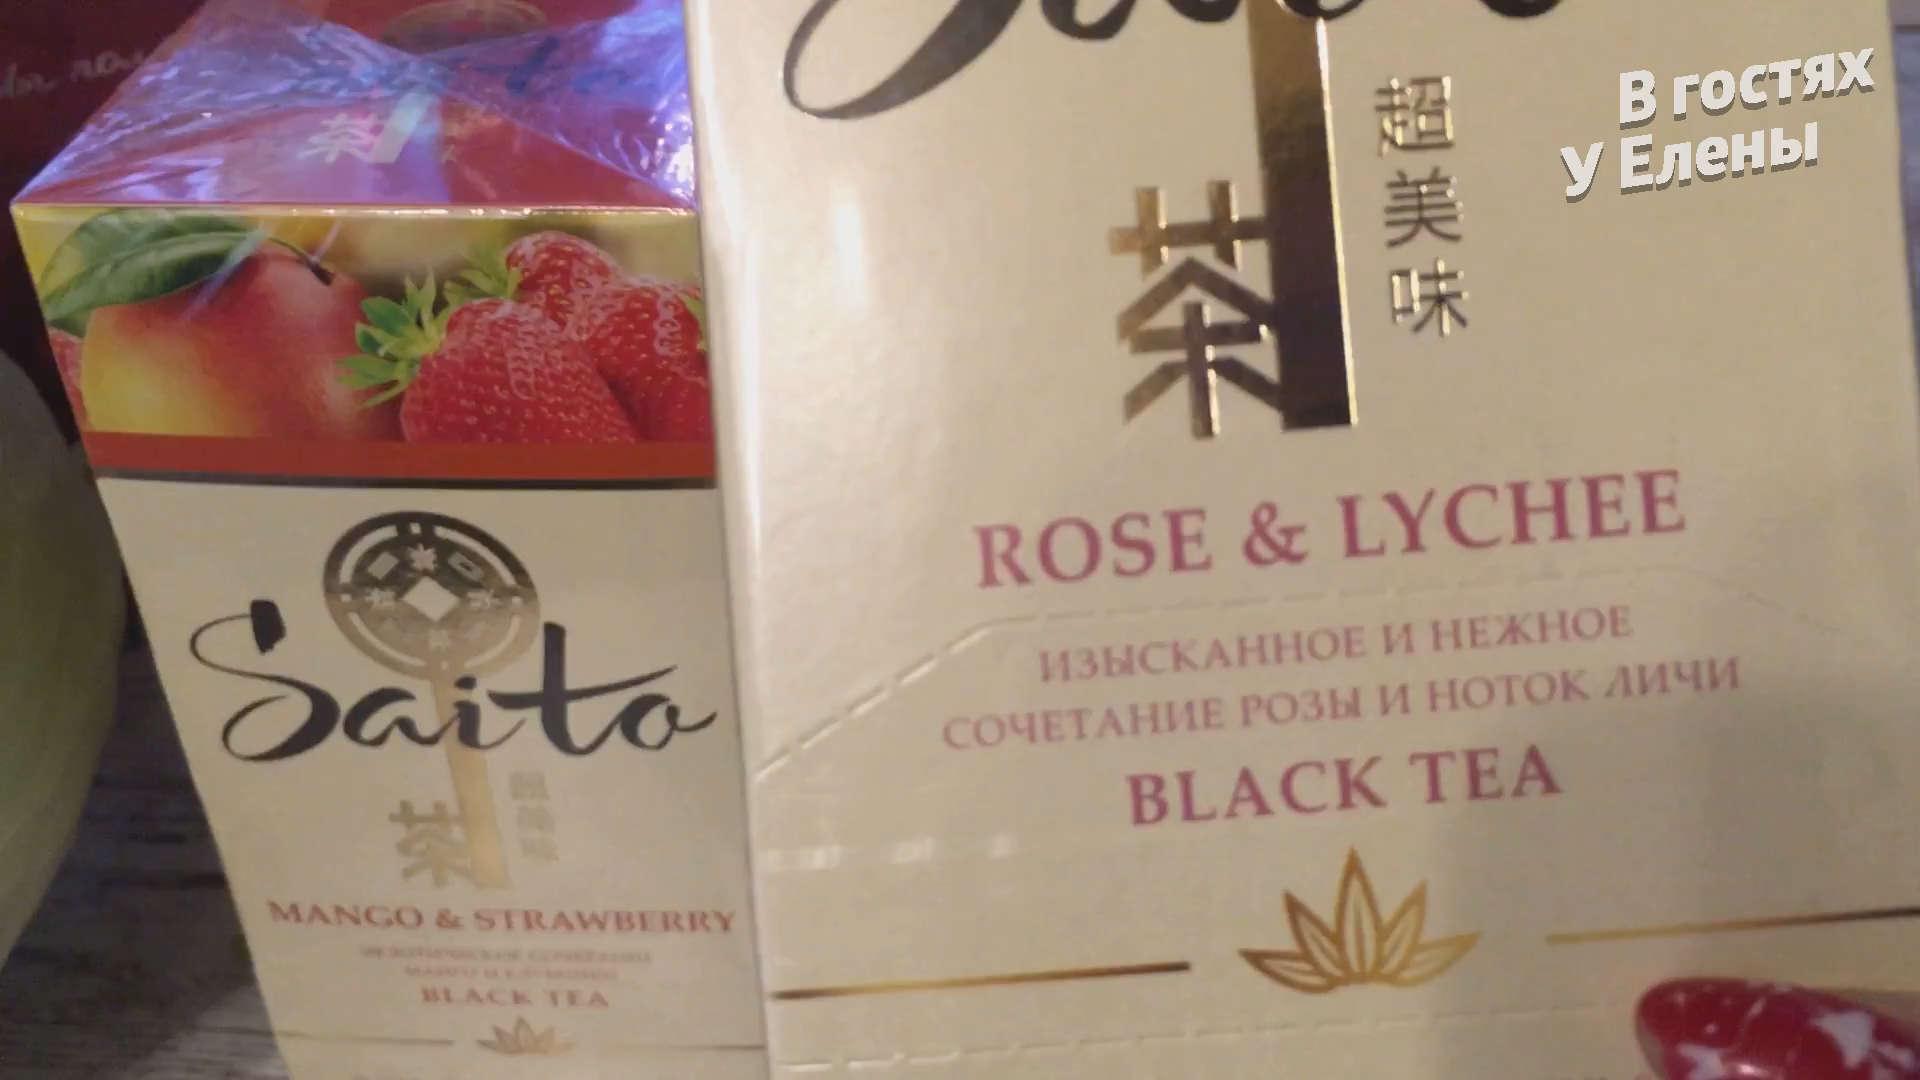 В гостях
у Елены
茶
Saito
茶
MANGO & STRAWBERRY
BLACK TEA
超美味
茶
ROSE & LYCHEE
ИЗЫСКАННОЕ И НЕЖНОЕ
СОЧЕТАНИЕ РОЗЫ И НОТОК ЛИЧИ
BLACK TEA